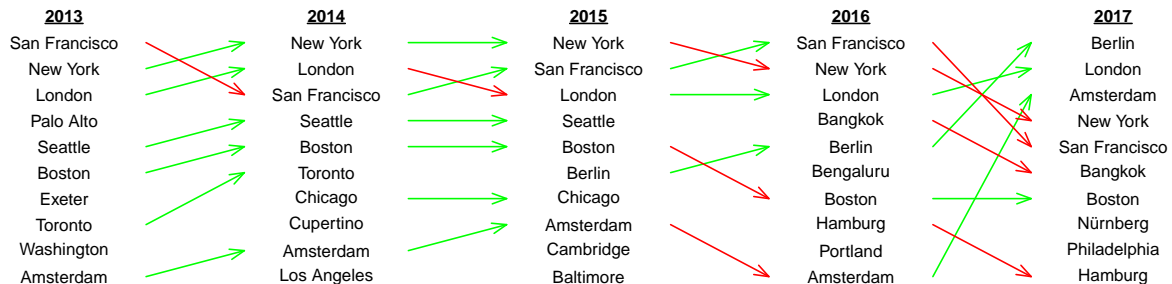 2013 2014 2015 2016 2017
San Francisco New York New York San Francisco Berlin
New York London San Francisco New York London
London San Francisco London London Amsterdam
Palo Alto Seattle Seattle Bangkok New York
Seattle Boston Boston Berlin San Francisco
Boston Toronto Berlin Bengaluru Bangkok
Exeter Chicago Chicago Boston Boston
Toronto Cupertino Amsterdam Hamburg Nürnberg
Washington Amsterdam Cambridge Portland Philadelphia
Amsterdam Los Angeles Baltimore Amsterdam Hamburg